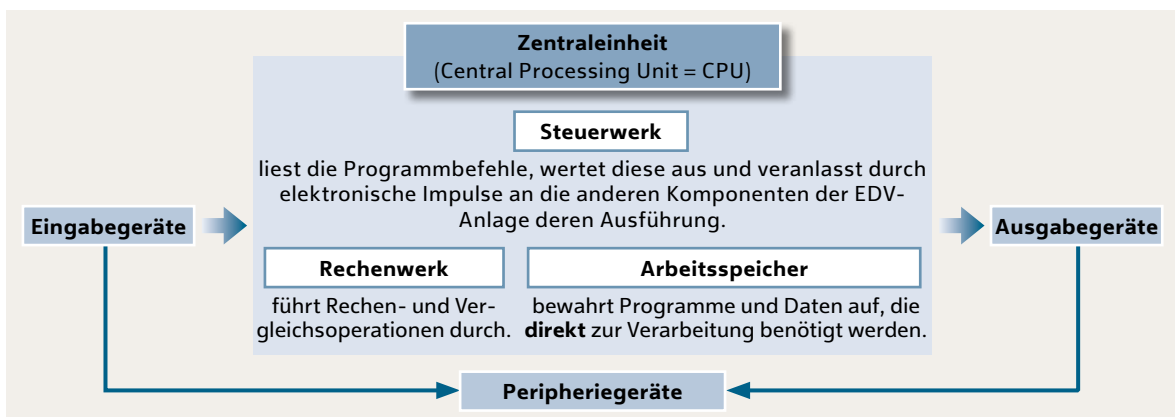 Zentraleinheit
(Central Processing Unit = CPU)
Steuerwerk
liest die Programmbefehle, wertet diese aus und veranlasst durch
elektronische Impulse an die anderen Komponenten der EDV-
Anlage deren Ausführung.
Eingabegeräte
Ausgabegeräte
Rechenwerk
führt Rechen- und Ver-
gleichsoperationen durch.
Arbeitsspeicher
bewahrt Programme und Daten auf, die
direkt zur Verarbeitung benötigt werden.
Peripheriegeräte